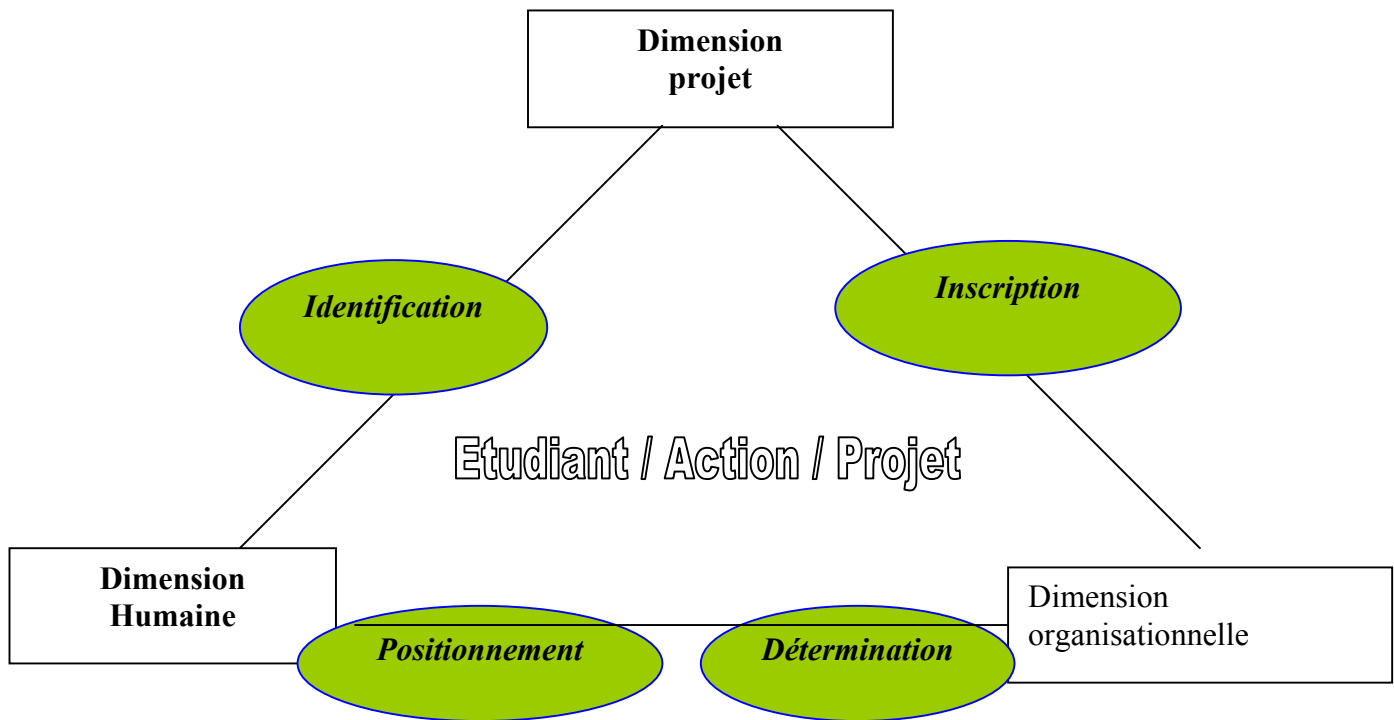 Dimension
projet
Identification
Inscription
Etudiant / Action / Projet
Dimension
Humaine
Positionnement
Détermination
Dimension
organisationnelle